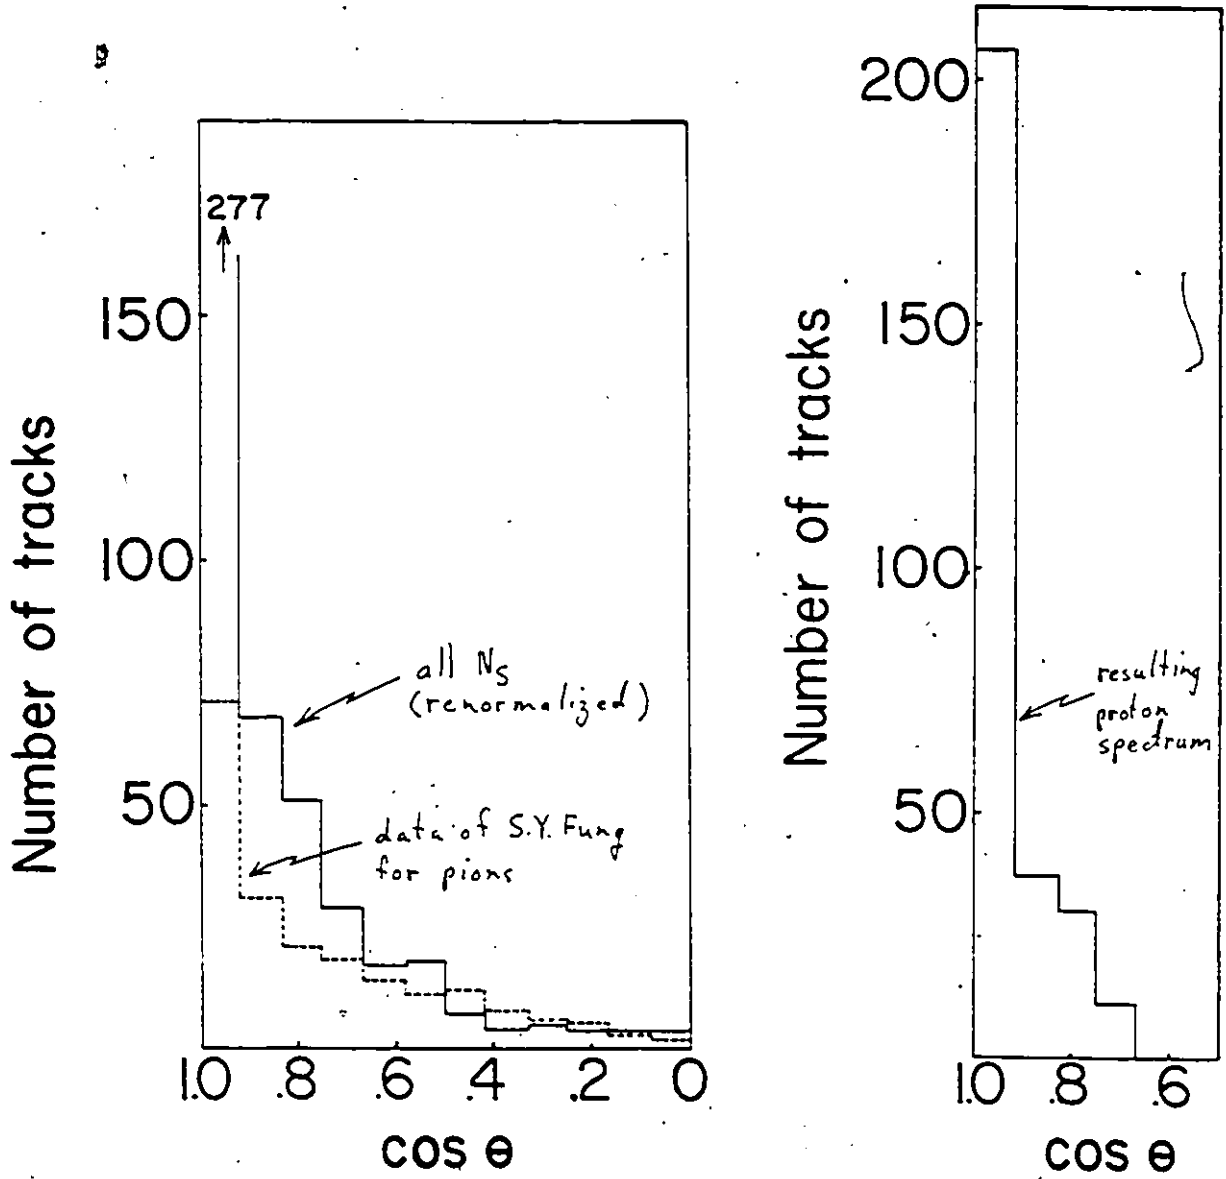 277
150
100
50
Number of tracks
all Ns
(renormalized)
data of S.Y. Fung
for pions
1.0 .8 .6 .4 .2 0
cos θ
200
150
100
50
Number of tracks
resulting
proton
spectrum
1.0 .8 .6
cos θ